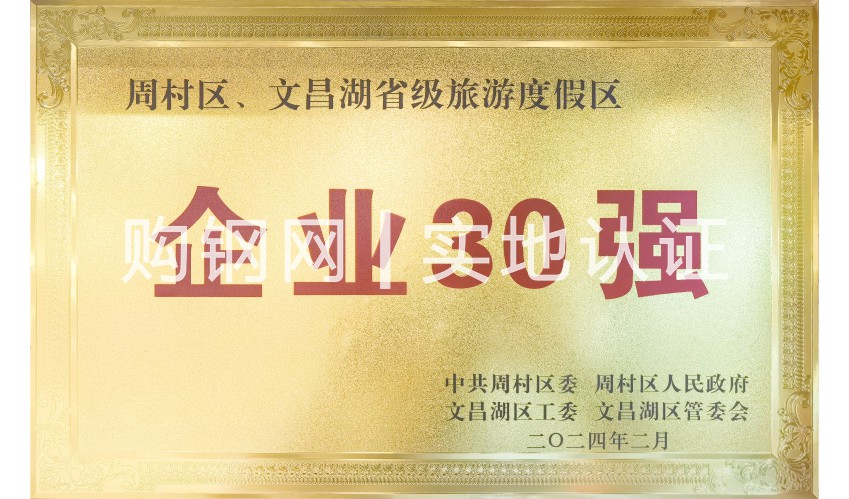 周村区、文昌湖省级旅游度假区
企业30强
购钢网 | 实地认证
中共周村区委 周村区人民政府
文昌湖区工委 文昌湖区管委会
二〇二四年二月